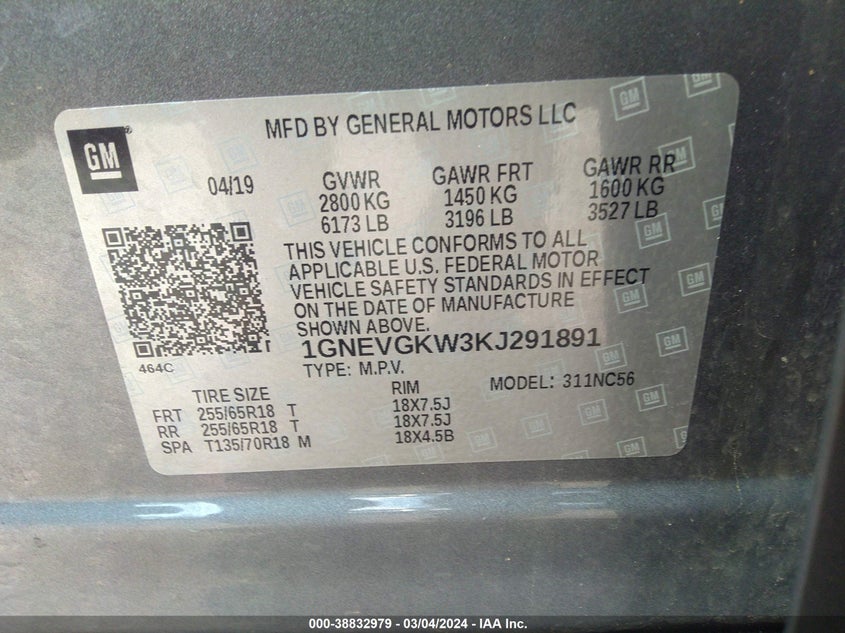 MFD BY GENERAL MOTORS LLC
GM
04/19
GVWR GAWR FRT GAWR RR
2800 KG 1450 KG 1600 KG
6173 LB 3196 LB 3527 LB
THIS VEHICLE CONFORMS TO ALL
APPLICABLE U.S. FEDERAL MOTOR
VEHICLE SAFETY STANDARDS IN EFFECT
ON THE DATE OF MANUFACTURE
SHOWN ABOVE.
1GNEVGKW3KJ291891
464C
TYPE: M.P.V. MODEL: 311NC56
TIRE SIZE RIM
FRT 255/65R18 T 18X7.5J
RR 255/65R18 T 18X7.5J
SPA T135/70R18 M 18X4.5B
000-38832979 - 03/04/2024 - IAA Inc.